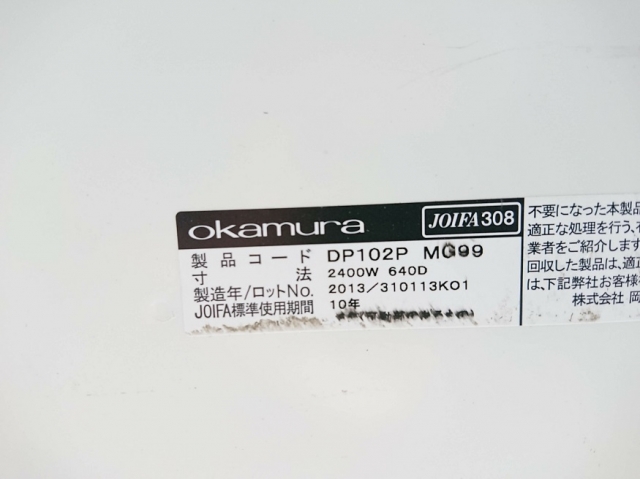 okamura JOIFA308
製品コード DP102P MG99
寸法 2400W 640D
製造年/ロットNo. 2013/310113K01
JOIFA標準使用期間 10年
不要になった本製品
適正な処理を行う、
業者をご紹介します
回収した製品は、適正
は、下記弊社お客様
株式会社 岡